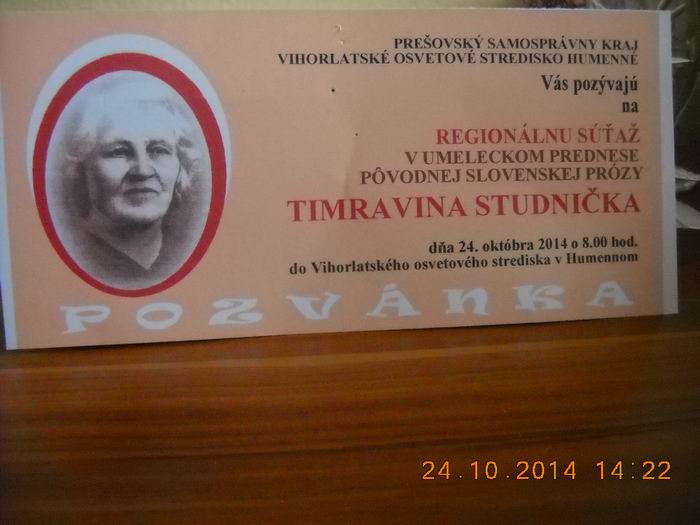 PREŠOVSKÝ SAMOSPRÁVNY KRAJ
VIHORLATSKÉ OSVETOVÉ STREDISKO HUMENNÉ
Vás pozývajú
na
REGIONÁLNU SÚŤAŽ
V UMELECKOM PREDNESE
PÔVODNEJ SLOVENSKEJ PRÓZY
TIMRAVINA STUDNIČKA
dňa 24. októbra 2014 o 8.00 hod.
do Vihorlatského osvetového strediska v Humennom
POZVÁNKA
24.10.2014 14:22